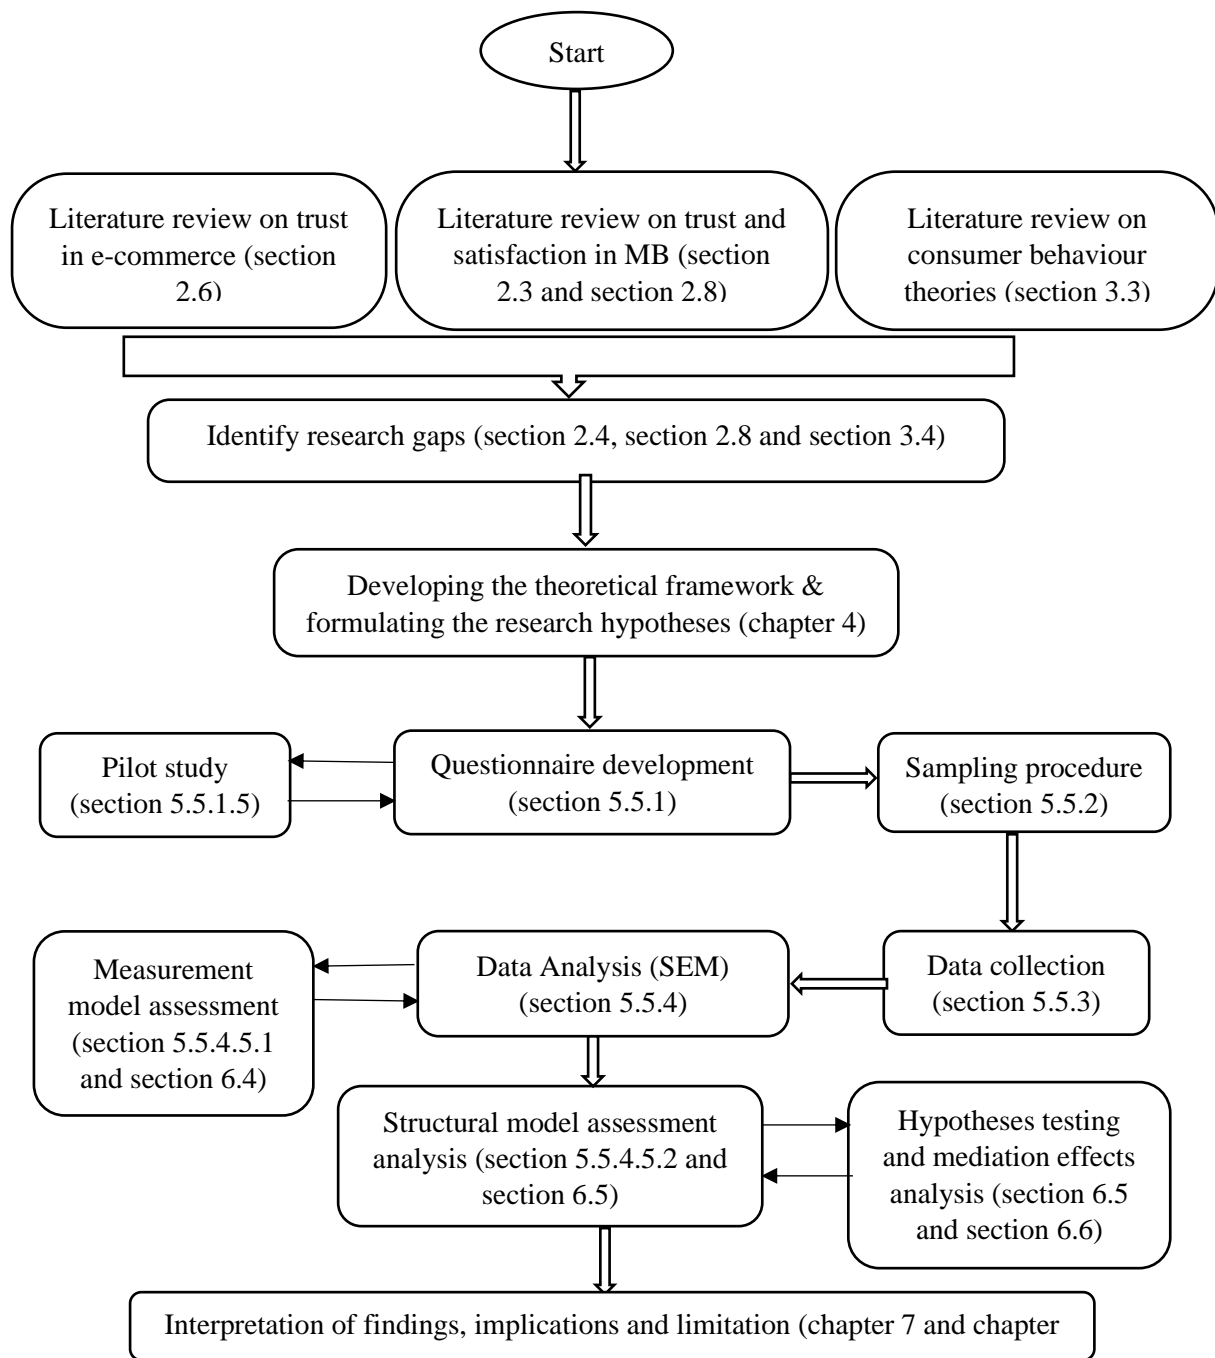 Start
Literature review on trust
in e-commerce (section
2.6)
Literature review on trust and
satisfaction in MB (section
2.3 and section 2.8)
Literature review on
consumer behaviour
theories (section 3.3)
Identify research gaps (section 2.4, section 2.8 and section 3.4)
Developing the theoretical framework &
formulating the research hypotheses (chapter 4)
Pilot study
(section 5.5.1.5)
Questionnaire development
(section 5.5.1)
Sampling procedure
(section 5.5.2)
Measurement
model assessment
(section 5.5.4.5.1
and section 6.4)
Data Analysis (SEM)
(section 5.5.4)
Data collection
(section 5.5.3)
Structural model assessment
analysis (section 5.5.4.5.2 and
section 6.5)
Hypotheses testing
and mediation effects
analysis (section 6.5
and section 6.6)
Interpretation of findings, implications and limitation (chapter 7 and chapter